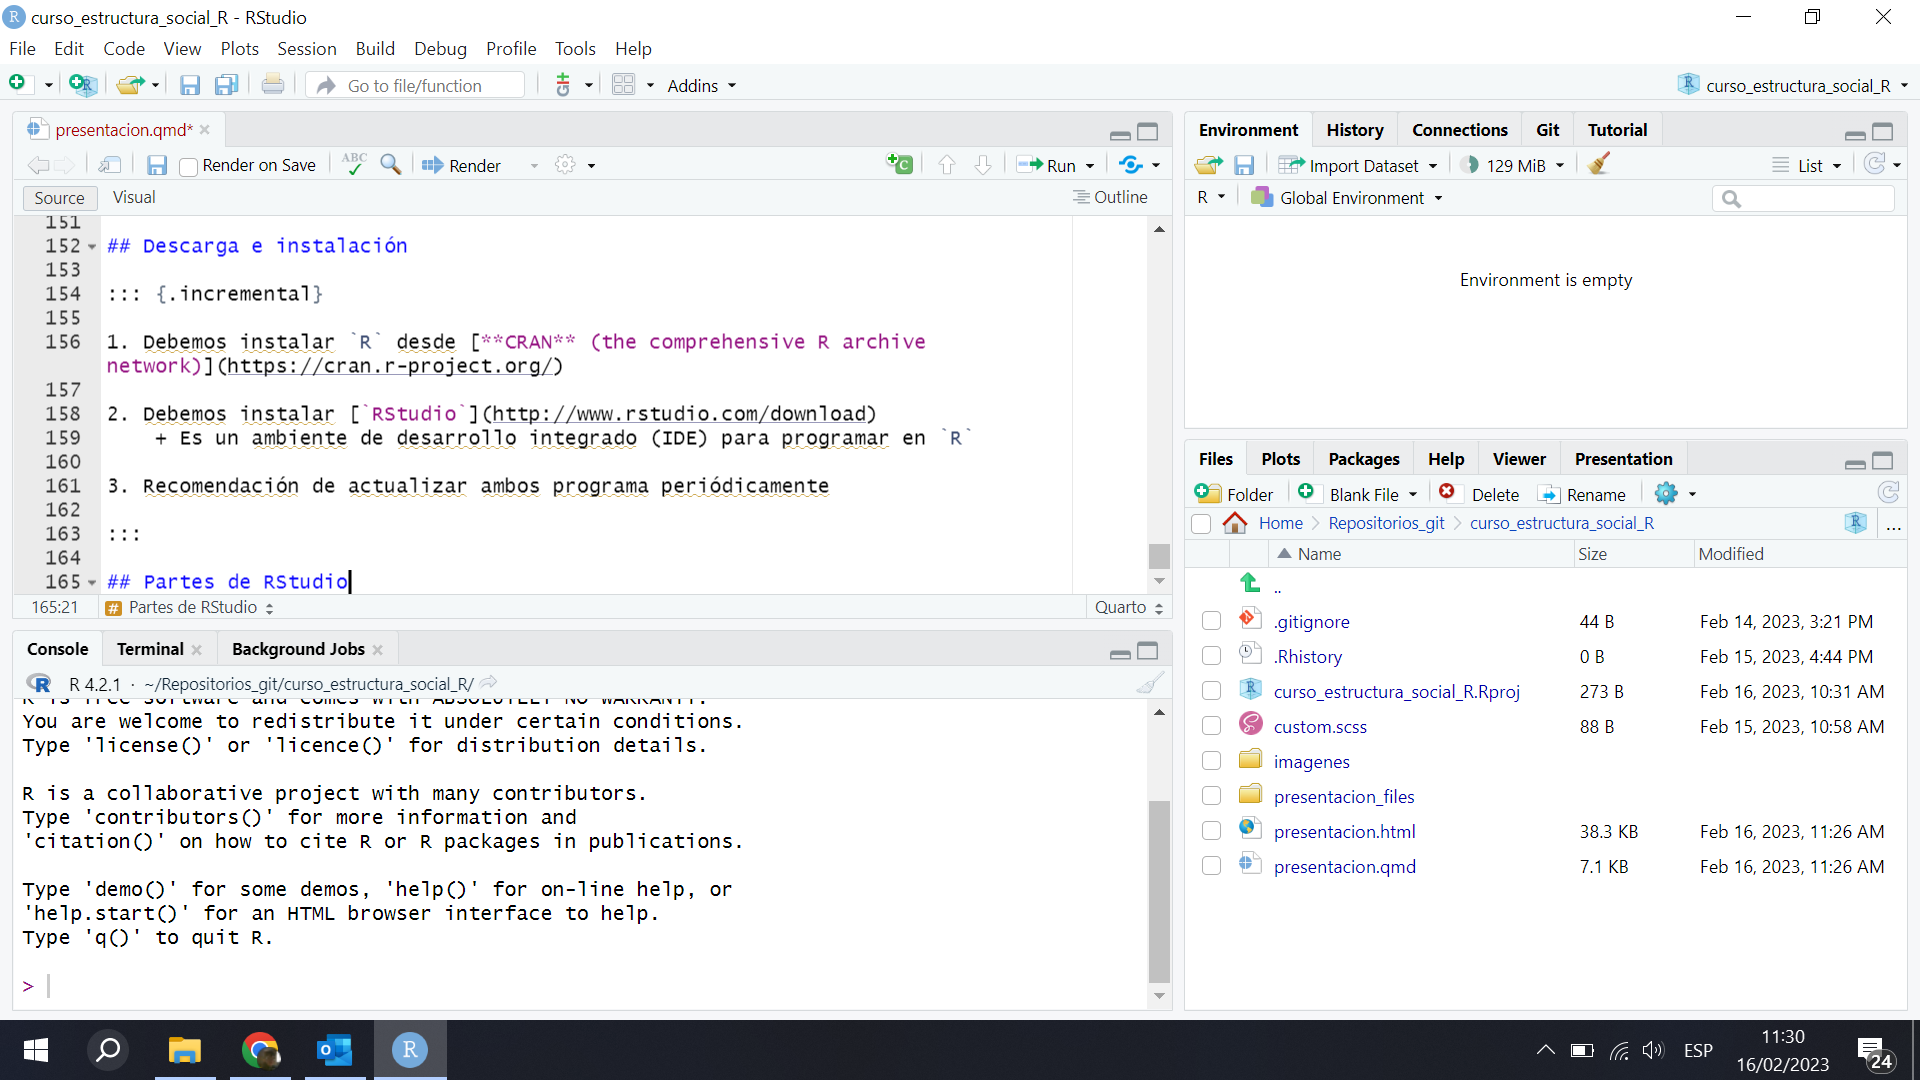 curso_estructura_social_R - RStudio
File Edit Code View Plots Session Build Debug Profile Tools Help
Go to file/function Addins curso_estructura_social_R
presentacion.qmd*
Render on Save ABC Render Run
Source Visual Outline
151
152 ## Descarga e instalación
153
154 ::: {.incremental}
155
156 1. Debemos instalar `R` desde [**CRAN** (the comprehensive R archive
network)](https://cran.r-project.org/)
157
158 2. Debemos instalar [`RStudio`](http://www.rstudio.com/download)
159 + Es un ambiente de desarrollo integrado (IDE) para programar en `R`
160
161 3. Recomendación de actualizar ambos programa periódicamente
162
163 :::
164
165 ## Partes de RStudio
165:21 # Partes de RStudio Quarto
Console Terminal Background Jobs
R 4.2.1 · ~/Repositorios_git/curso_estructura_social_R/
R is free software and comes with ABSOLUTELY NO WARRANTY.
You are welcome to redistribute it under certain conditions.
Type 'license()' or 'licence()' for distribution details.
R is a collaborative project with many contributors.
Type 'contributors()' for more information and
'citation()' on how to cite R or R packages in publications.
Type 'demo()' for some demos, 'help()' for on-line help, or
'help.start()' for an HTML browser interface to help.
Type 'q()' to quit R.
>
Environment History Connections Git Tutorial
Import Dataset 129 MiB List
R Global Environment
Environment is empty
Files Plots Packages Help Viewer Presentation
Folder Blank File Delete Rename
Home Repositorios_git curso_estructura_social_R ...
Name Size Modified
..
.gitignore 44 B Feb 14, 2023, 3:21 PM
.Rhistory 0 B Feb 15, 2023, 4:44 PM
curso_estructura_social_R.Rproj 273 B Feb 16, 2023, 10:31 AM
custom.scss 88 B Feb 15, 2023, 10:58 AM
imagenes
presentacion_files
presentacion.html 38.3 KB Feb 16, 2023, 11:26 AM
presentacion.qmd 7.1 KB Feb 16, 2023, 11:26 AM
ESP
11:30
16/02/2023
24